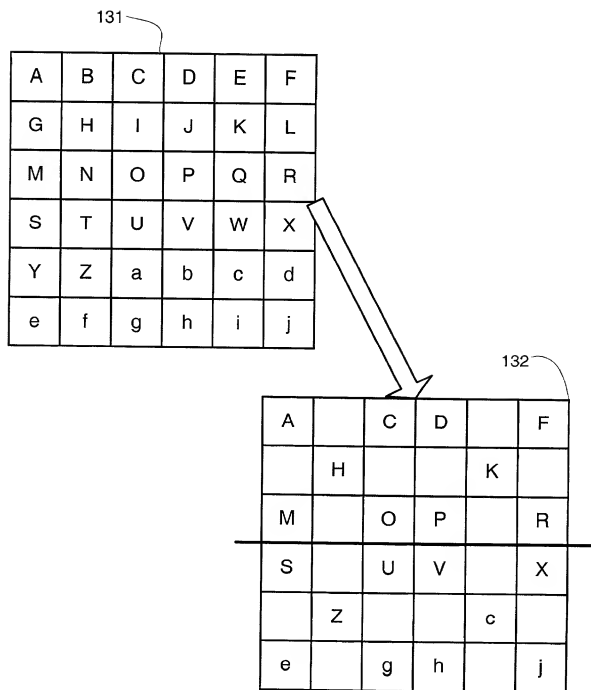 131
A B C D E F
G H I J K L
M N O P Q R
S T U V W X
Y Z a b c d
e f g h i j
132
A C D F
H K
M O P R
S U V X
Z c
e g h j